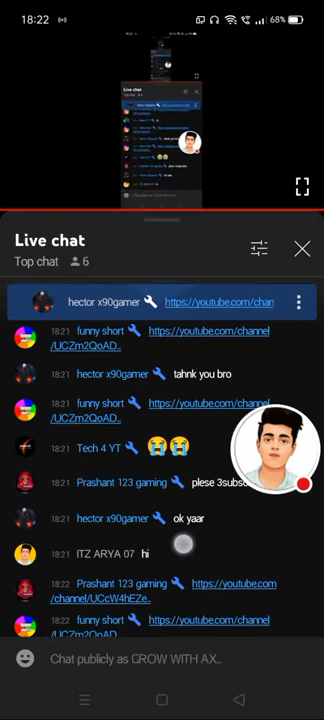 18:22
68%
Live chat
Live chat
Top chat 6
hector x90gamer https://youtube.com/chan
18:21 funny short https://youtube.com/channel
/UCZm2QoAD..
18:21 hector x90gamer tahnk you bro
18:21 funny short https://youtube.com/channel
/UCZm2QoAD..
18:21 Tech 4 YT 😭😭
18:21 Prashant 123 gaming plese 3subsc
18:21 hector x90gamer ok yaar
18:21 ITZ ARYA 07 hi
18:22 Prashant 123 gaming https://youtube.com
/channel/UCcW4hEZe..
18:22 funny short https://youtube.com/channel
/UCZm2QoAD..
Chat publicly as GROW WITH AX...